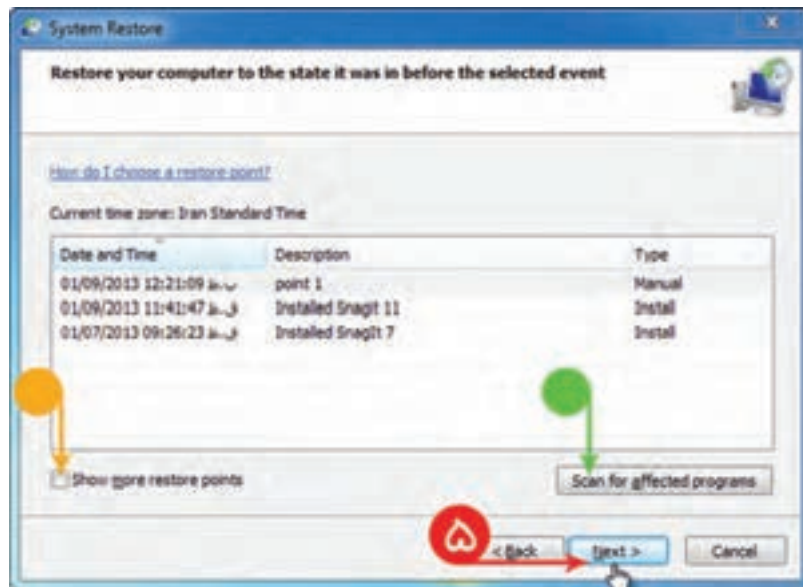 System Restore
Restore your computer to the state it was in before the selected event
How do I choose a restore point?
Current time zone: Iran Standard Time
Date and Time Description Type
01/09/2013 12:21:09 ب.ظ point 1 Manual
01/09/2013 11:41:47 ق.ظ Installed Snagit 11 Install
01/07/2013 09:26:23 ق.ظ Installed SnagIt 7 Install
Show more restore points
Scan for affected programs
۵
< Back Next > Cancel